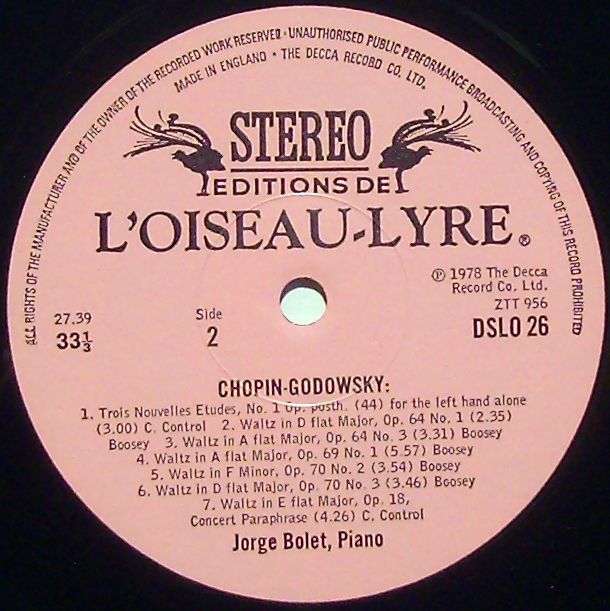 ALL RIGHTS OF THE MANUFACTURER AND OF THE OWNER OF THE RECORDED WORK RESERVED · UNAUTHORISED PUBLIC PERFORMANCE BROADCASTING AND COPYING OF THIS RECORD PROHIBITED
MADE IN ENGLAND · THE DECCA RECORD CO. LTD.
STEREO
EDITIONS DE
L'OISEAU-LYRE®
℗ 1978 The Decca
Record Co. Ltd.
ZTT 956
27.39
33⅓
Side
2
DSLO 26
CHOPIN-GODOWSKY:
1. Trois Nouvelles Etudes, No. 1 Op. posth. (44) for the left hand alone
(3.00) C. Control 2. Waltz in D flat Major, Op. 64 No. 1 (2.35)
Boosey 3. Waltz in A flat Major, Op. 64 No. 3 (3.31) Boosey
4. Waltz in A flat Major, Op. 69 No. 1 (5.57) Boosey
5. Waltz in F Minor, Op. 70 No. 2 (3.54) Boosey
6. Waltz in D flat Major, Op. 70 No. 3 (3.46) Boosey
7. Waltz in E flat Major, Op. 18,
Concert Paraphrase (4.26) C. Control
Jorge Bolet, Piano